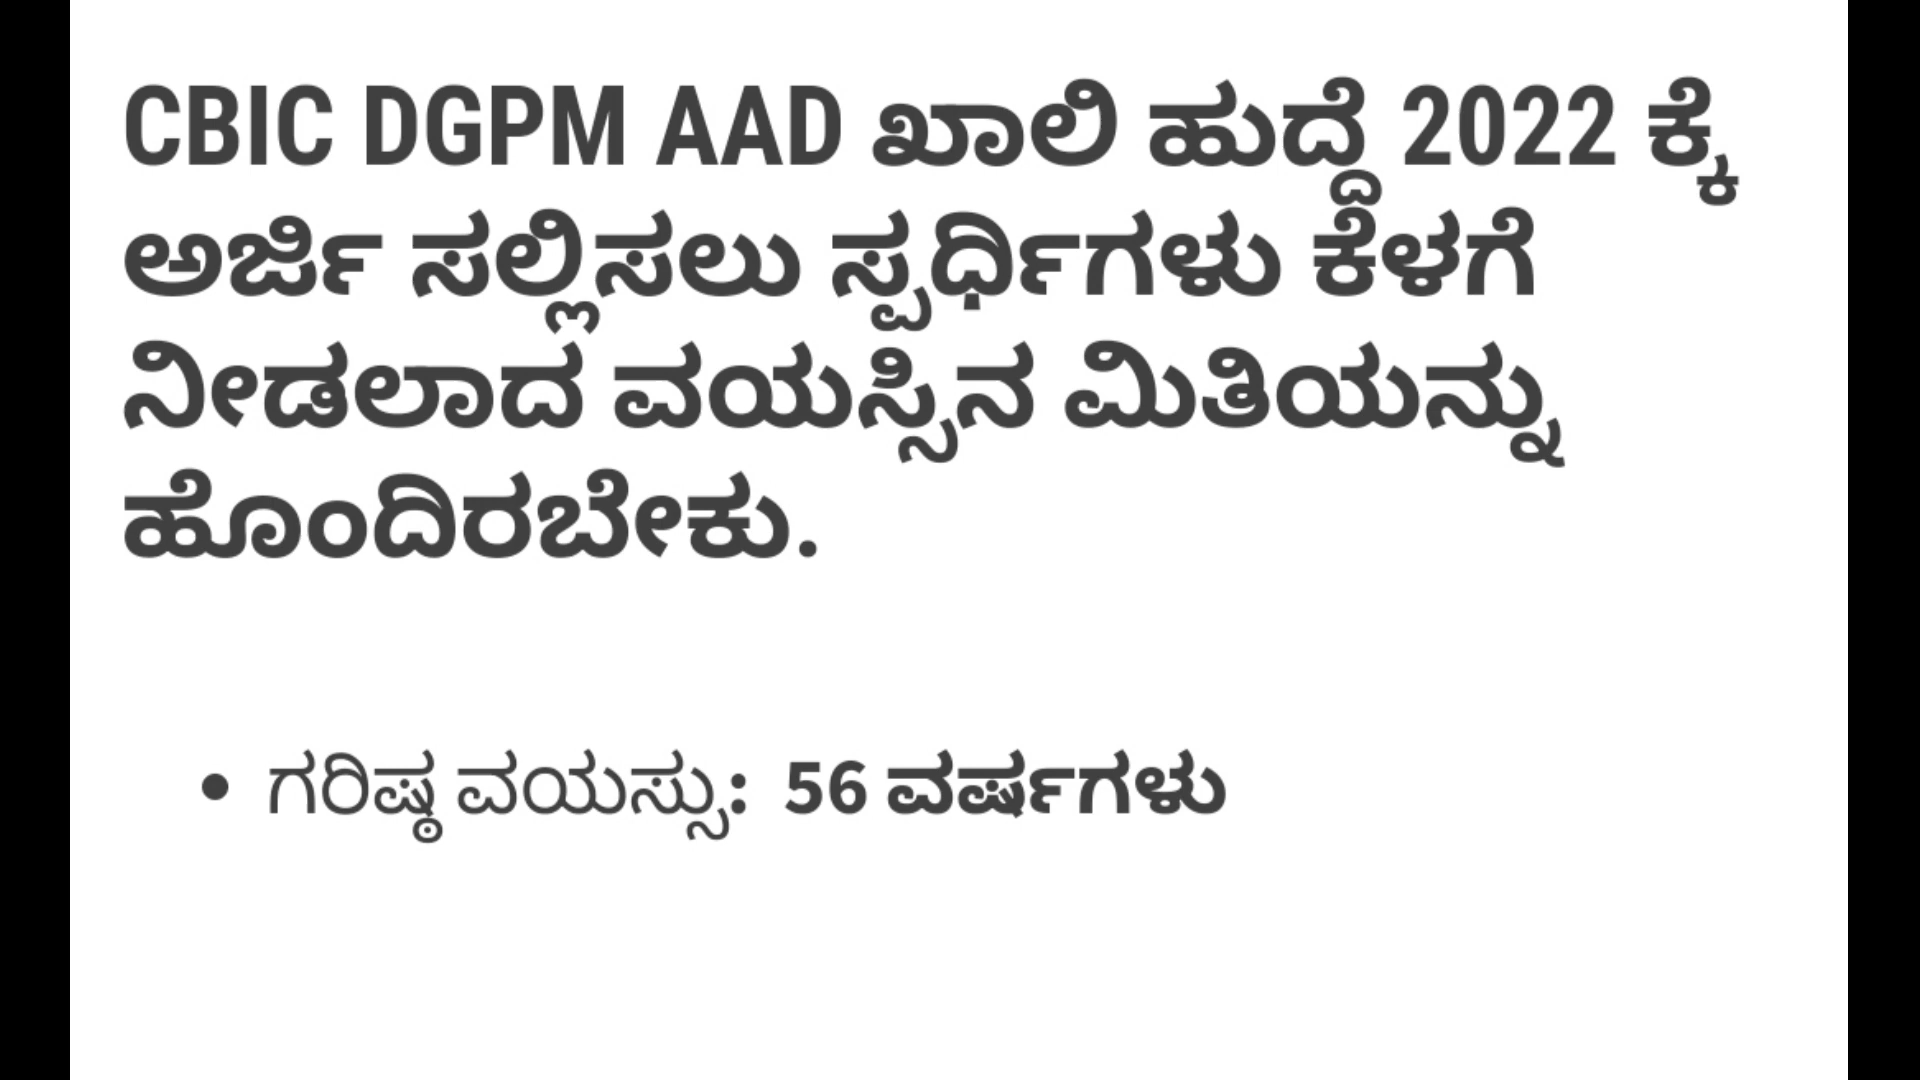 CBIC DGPM AAD ಖಾಲಿ ಹುದ್ದೆ 2022 ಕ್ಕೆ
ಅರ್ಜಿ ಸಲ್ಲಿಸಲು ಸ್ಪರ್ಧಿಗಳು ಕೆಳಗೆ
ನೀಡಲಾದ ವಯಸ್ಸಿನ ಮಿತಿಯನ್ನು
ಹೊಂದಿರಬೇಕು.
• ಗರಿಷ್ಠ ವಯಸ್ಸು: 56 ವರ್ಷಗಳು